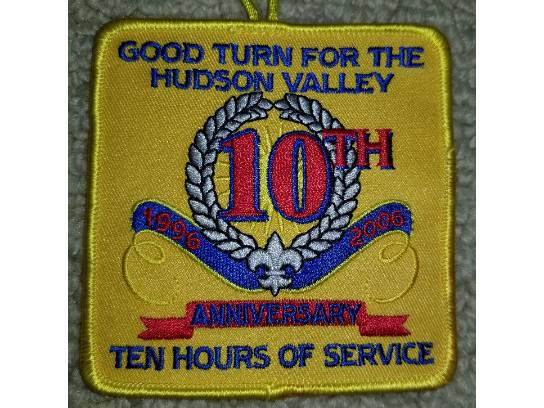 GOOD TURN FOR THE
HUDSON VALLEY
10TH
1996 2006
ANNIVERSARY
TEN HOURS OF SERVICE